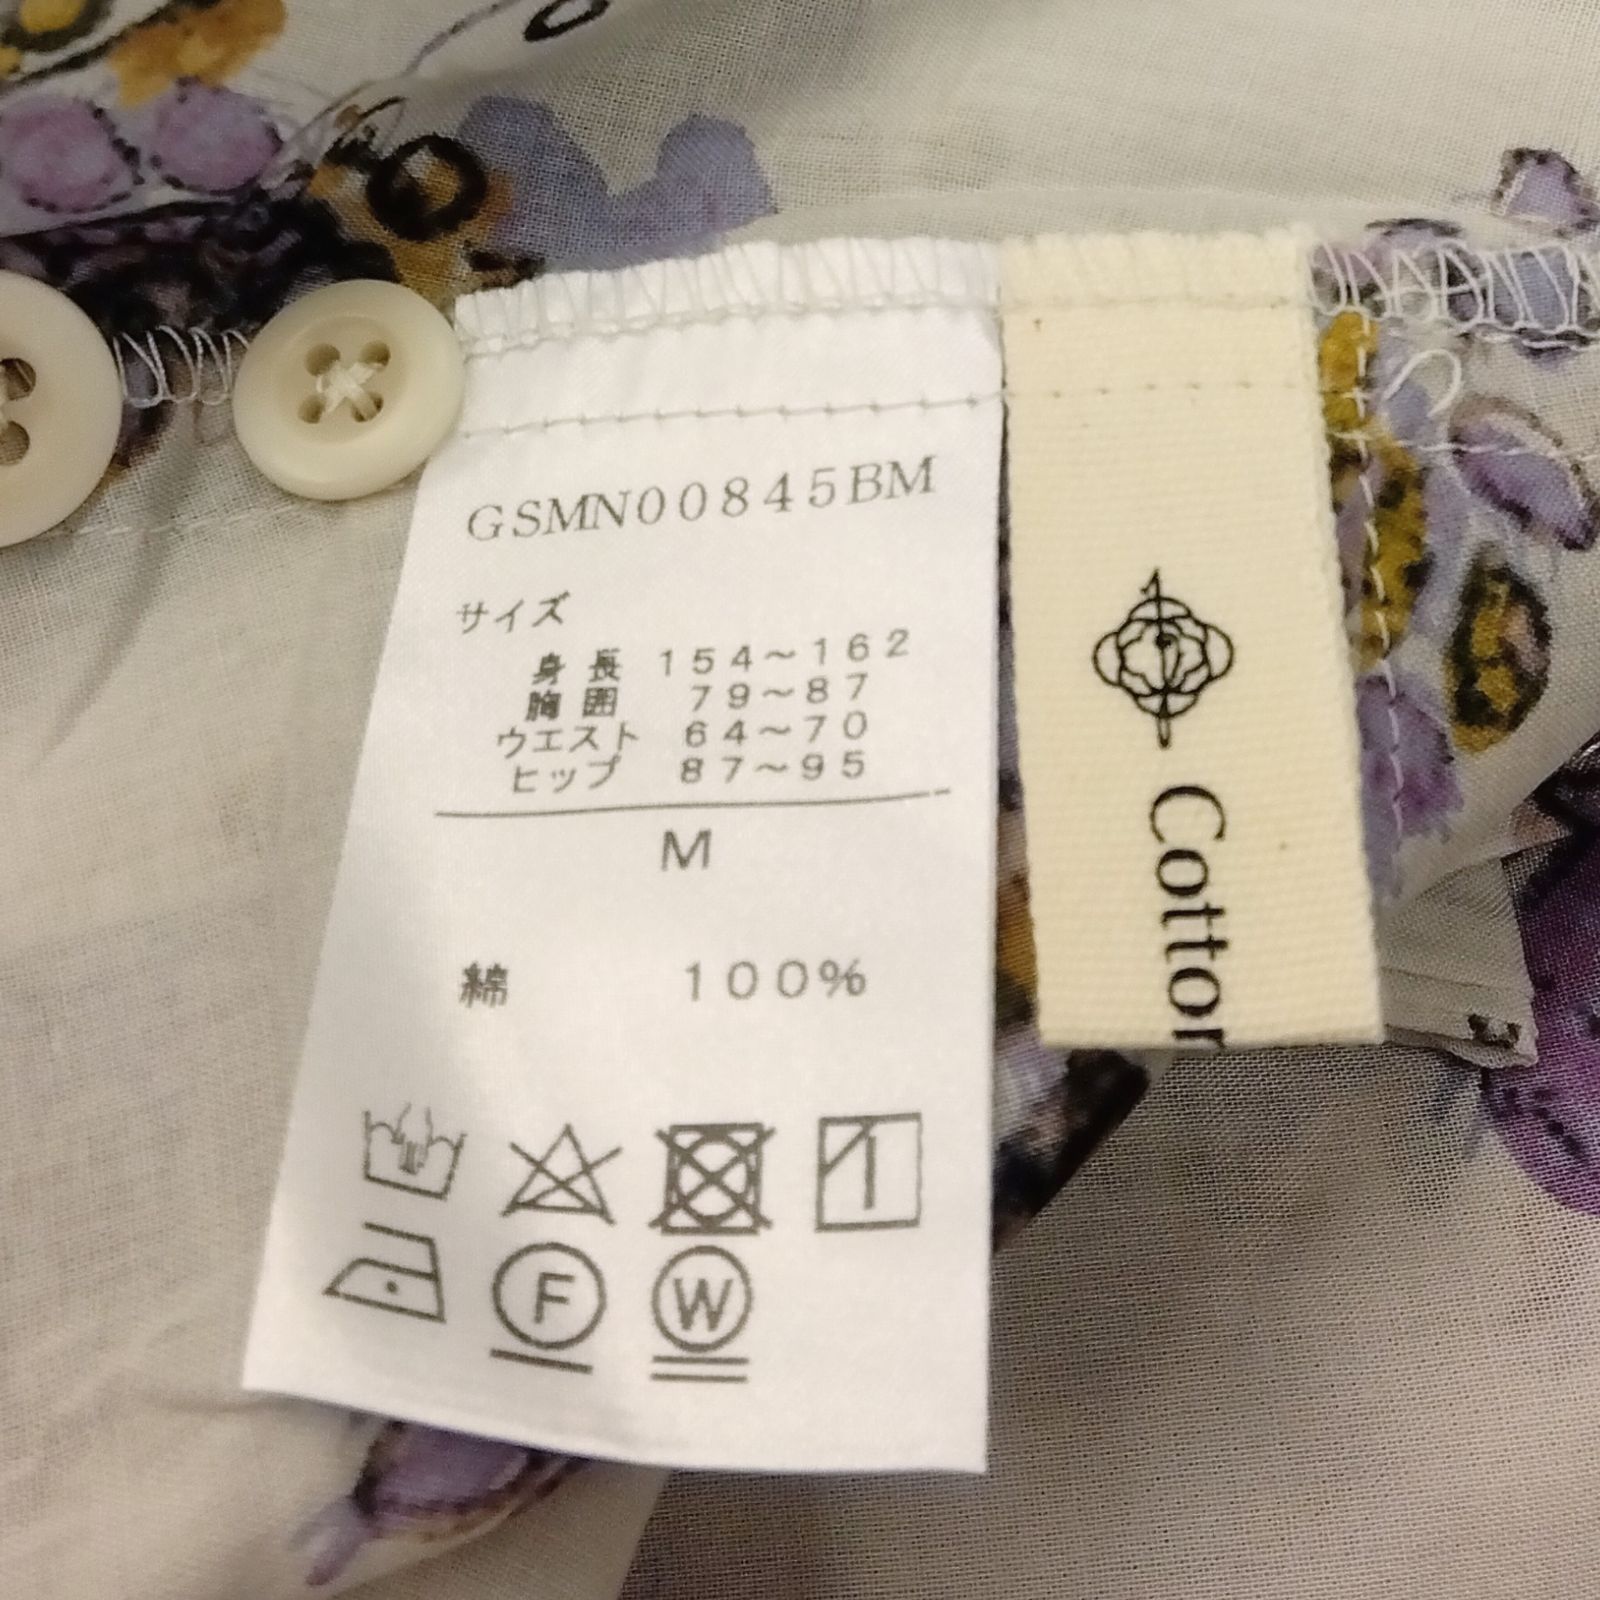 GSMN00845BM
サイズ
身長 154～162
胸囲 79～87
ウエスト 64～70
ヒップ 87～95
M
綿 100%
F
W
Cotton